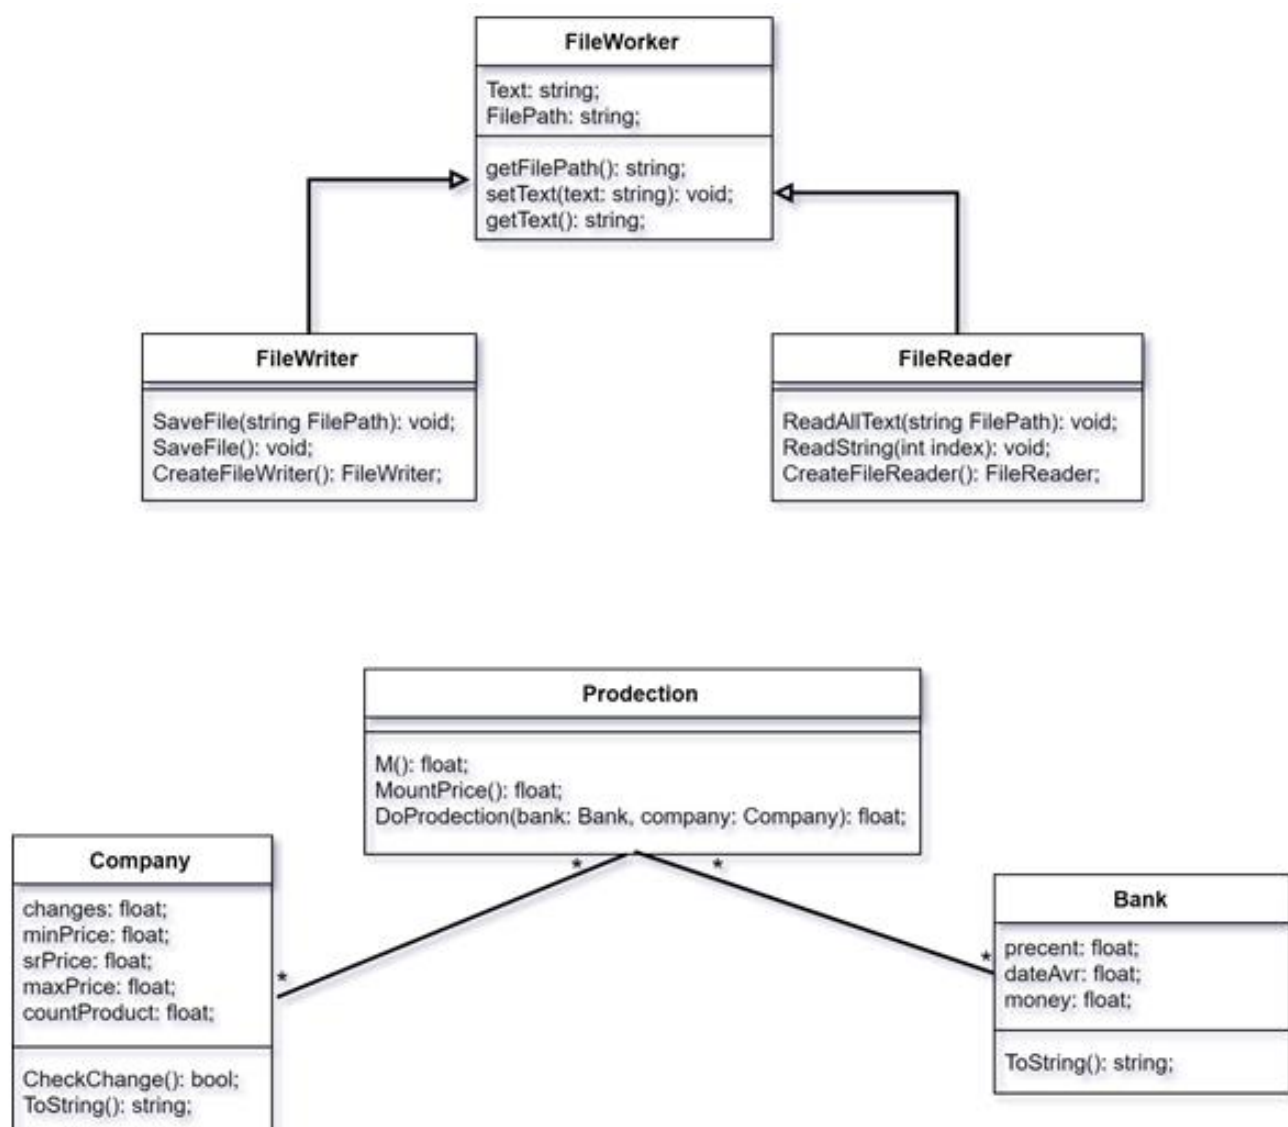 FileWorker
Text: string;
FilePath: string;
getFilePath(): string;
setText(text: string): void;
getText(): string;
FileWriter
SaveFile(string FilePath): void;
SaveFile(): void;
CreateFileWriter(): FileWriter;
FileReader
ReadAllText(string FilePath): void;
ReadString(int index): void;
CreateFileReader(): FileReader;
Prodection
M(): float;
MountPrice(): float;
DoProdection(bank: Bank, company: Company): float;
* *
Company
changes: float;
minPrice: float;
srPrice: float;
maxPrice: float;
countProduct: float;
CheckChange(): bool;
ToString(): string;
*
Bank
precent: float;
dateAvr: float;
money: float;
ToString(): string;
*